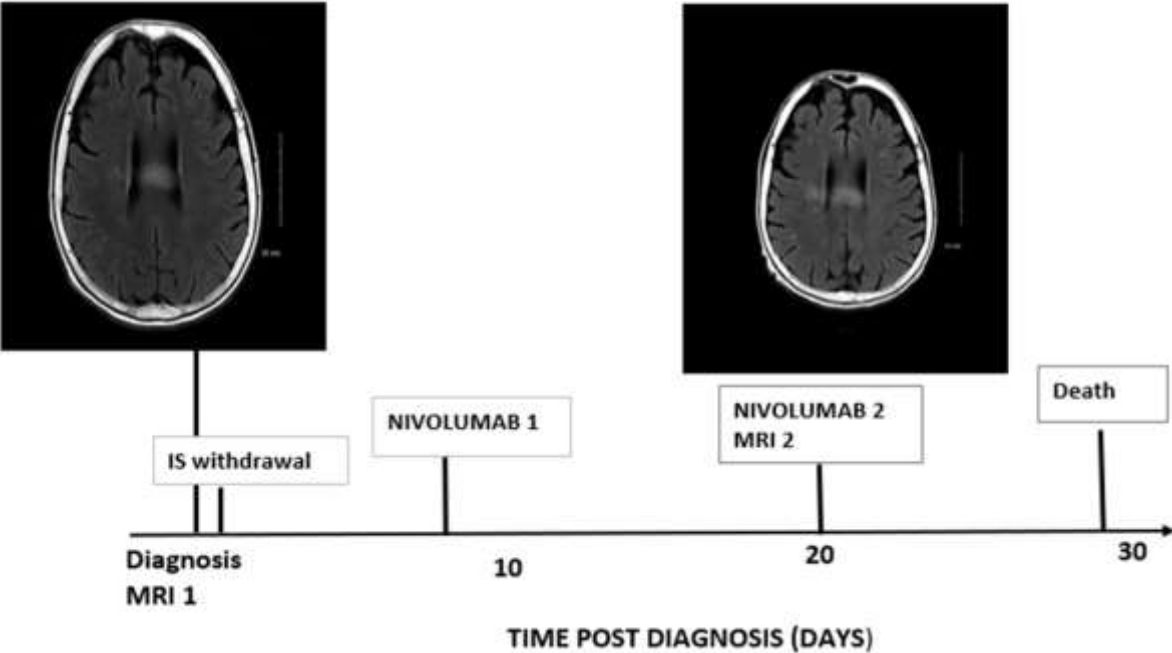 IS withdrawal
NIVOLUMAB 1
NIVOLUMAB 2
MRI 2
Death
Diagnosis
MRI 1
10
20
30
TIME POST DIAGNOSIS (DAYS)